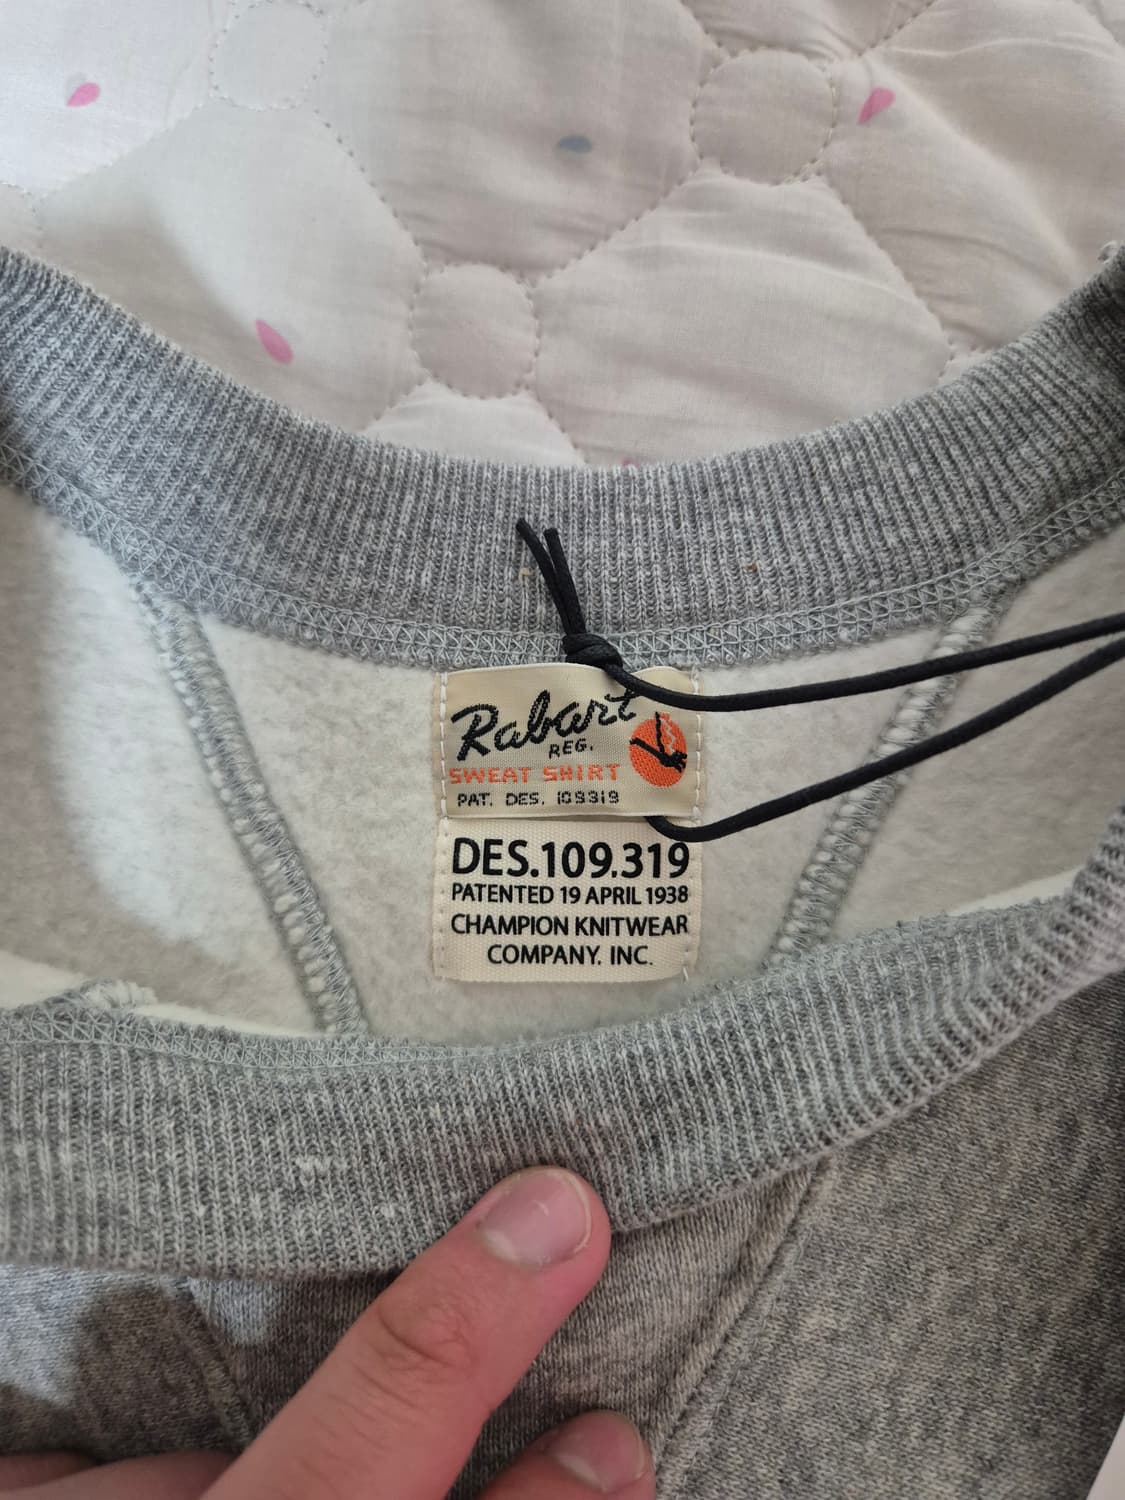 Rabart
REG.
SWEAT SHIRT
PAT. DES. 109319
DES.109.319
PATENTED 19 APRIL 1938
CHAMPION KNITWEAR
COMPANY. INC.